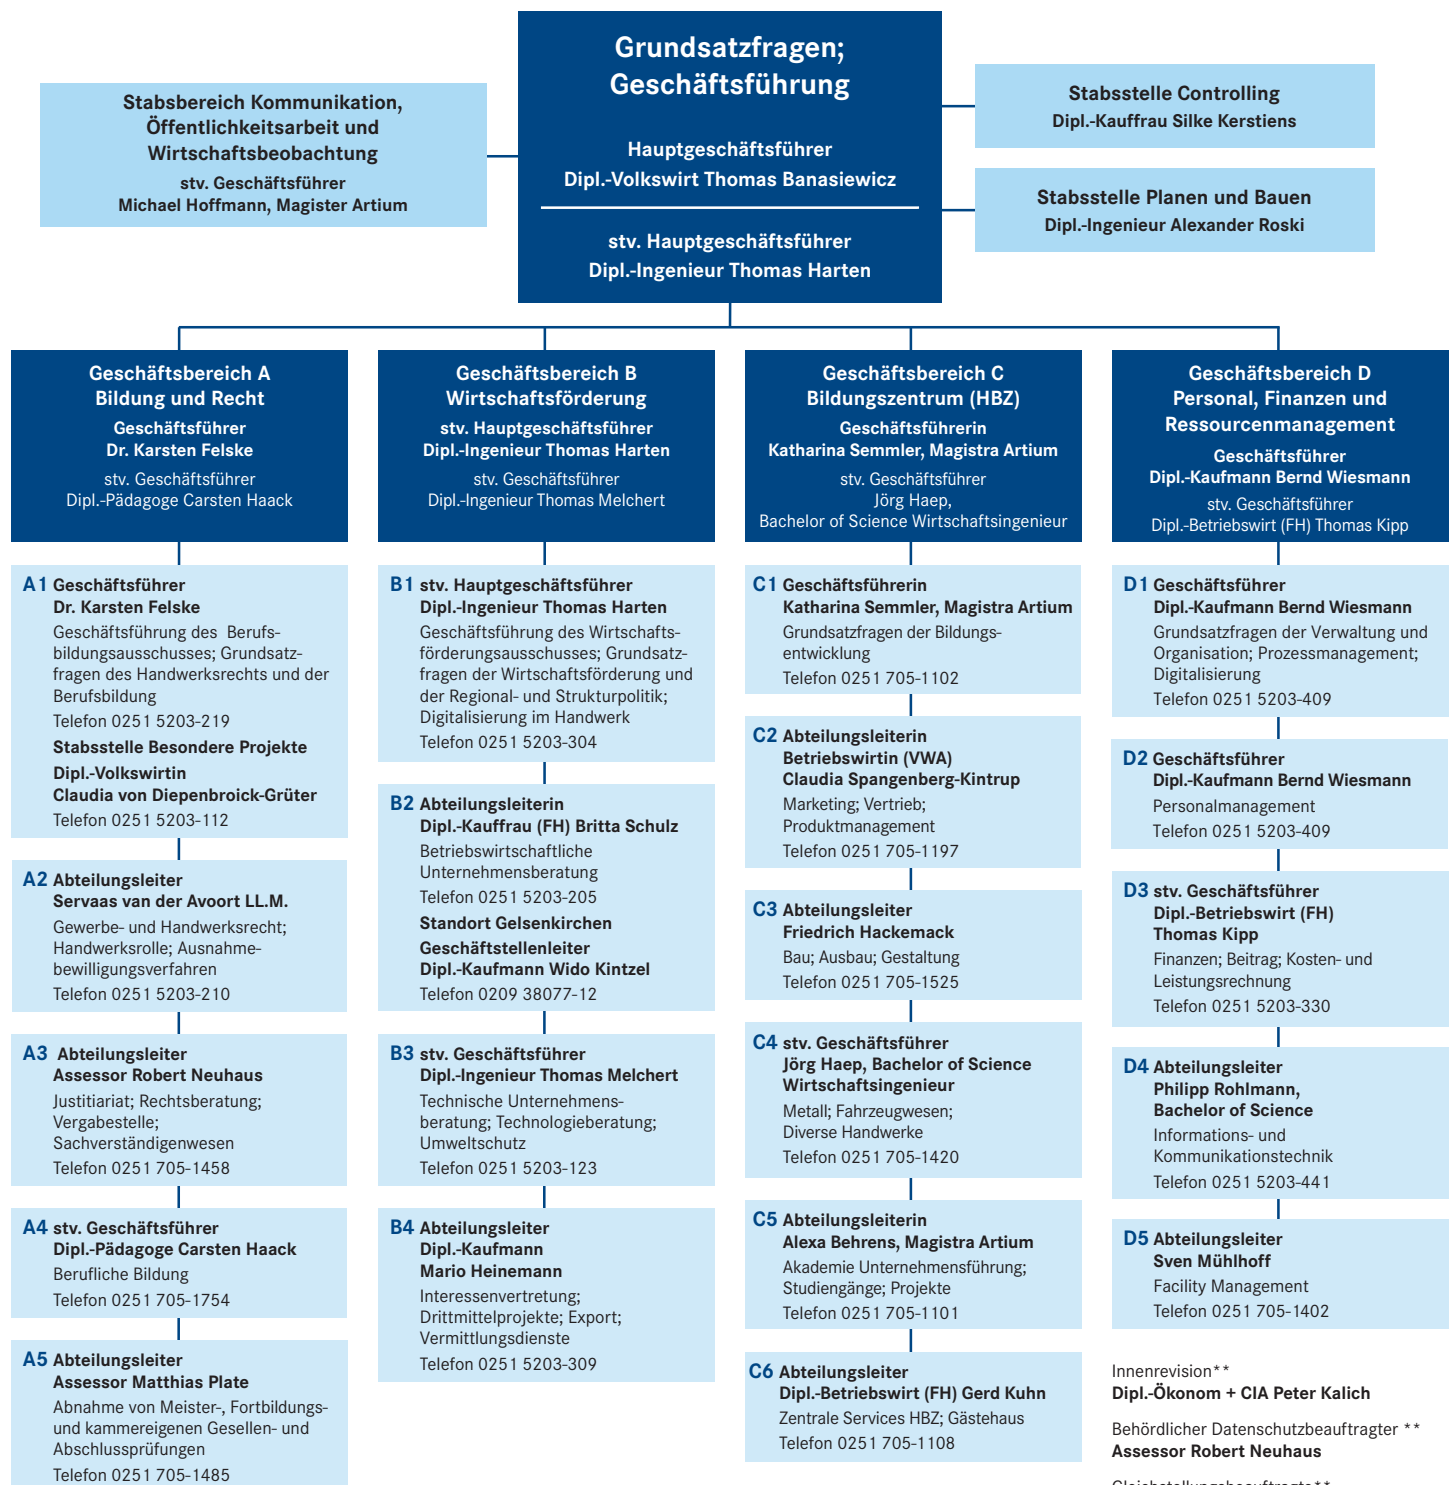 Grundsatzfragen;
Geschäftsführung
Hauptgeschäftsführer
Dipl.-Volkswirt Thomas Banasiewicz
stv. Hauptgeschäftsführer
Dipl.-Ingenieur Thomas Harten
Stabsbereich Kommunikation,
Öffentlichkeitsarbeit und
Wirtschaftsbeobachtung
stv. Geschäftsführer
Michael Hoffmann, Magister Artium
Stabsstelle Controlling
Dipl.-Kauffrau Silke Kerstiens
Stabsstelle Planen und Bauen
Dipl.-Ingenieur Alexander Roski
Geschäftsbereich A
Bildung und Recht
Geschäftsführer
Dr. Karsten Felske
stv. Geschäftsführer
Dipl.-Pädagoge Carsten Haack
A1 Geschäftsführer
Dr. Karsten Felske
Geschäftsführung des Berufs-
bildungsausschusses; Grundsatz-
fragen des Handwerksrechts und der
Berufsbildung
Telefon 0251 5203-219
Stabsstelle Besondere Projekte
Dipl.-Volkswirtin
Claudia von Diepenbroick-Grüter
Telefon 0251 5203-112
A2 Abteilungsleiter
Servaas van der Avoort LL.M.
Gewerbe- und Handwerksrecht;
Handwerksrolle; Ausnahme-
bewilligungsverfahren
Telefon 0251 5203-210
A3 Abteilungsleiter
Assessor Robert Neuhaus
Justitiariat; Rechtsberatung;
Vergabestelle;
Sachverständigenwesen
Telefon 0251 705-1458
A4 stv. Geschäftsführer
Dipl.-Pädagoge Carsten Haack
Berufliche Bildung
Telefon 0251 705-1754
A5 Abteilungsleiter
Assessor Matthias Plate
Abnahme von Meister-, Fortbildungs-
und kammereigenen Gesellen- und
Abschlussprüfungen
Telefon 0251 705-1485
Geschäftsbereich B
Wirtschaftsförderung
stv. Hauptgeschäftsführer
Dipl.-Ingenieur Thomas Harten
stv. Geschäftsführer
Dipl.-Ingenieur Thomas Melchert
B1 stv. Hauptgeschäftsführer
Dipl.-Ingenieur Thomas Harten
Geschäftsführung des Wirtschafts-
förderungsausschusses; Grundsatz-
fragen der Wirtschaftsförderung und
der Regional- und Strukturpolitik;
Digitalisierung im Handwerk
Telefon 0251 5203-304
B2 Abteilungsleiterin
Dipl.-Kauffrau (FH) Britta Schulz
Betriebswirtschaftliche
Unternehmensberatung
Telefon 0251 5203-205
Standort Gelsenkirchen
Geschäftstellenleiter
Dipl.-Kaufmann Wido Kintzel
Telefon 0209 38077-12
B3 stv. Geschäftsführer
Dipl.-Ingenieur Thomas Melchert
Technische Unternehmens-
beratung; Technologieberatung;
Umweltschutz
Telefon 0251 5203-123
B4 Abteilungsleiter
Dipl.-Kaufmann
Mario Heinemann
Interessenvertretung;
Drittmittelprojekte; Export;
Vermittlungsdienste
Telefon 0251 5203-309
Geschäftsbereich C
Bildungszentrum (HBZ)
Geschäftsführerin
Katharina Semmler, Magistra Artium
stv. Geschäftsführer
Jörg Haep,
Bachelor of Science Wirtschaftsingenieur
C1 Geschäftsführerin
Katharina Semmler, Magistra Artium
Grundsatzfragen der Bildungs-
entwicklung
Telefon 0251 705-1102
C2 Abteilungsleiterin
Betriebswirtin (VWA)
Claudia Spangenberg-Kintrup
Marketing; Vertrieb;
Produktmanagement
Telefon 0251 705-1197
C3 Abteilungsleiter
Friedrich Hackemack
Bau; Ausbau; Gestaltung
Telefon 0251 705-1525
C4 stv. Geschäftsführer
Jörg Haep, Bachelor of Science
Wirtschaftsingenieur
Metall; Fahrzeugwesen;
Diverse Handwerke
Telefon 0251 705-1420
C5 Abteilungsleiterin
Alexa Behrens, Magistra Artium
Akademie Unternehmensführung;
Studiengänge; Projekte
Telefon 0251 705-1101
C6 Abteilungsleiter
Dipl.-Betriebswirt (FH) Gerd Kuhn
Zentrale Services HBZ; Gästehaus
Telefon 0251 705-1108
Geschäftsbereich D
Personal, Finanzen und
Ressourcenmanagement
Geschäftsführer
Dipl.-Kaufmann Bernd Wiesmann
stv. Geschäftsführer
Dipl.-Betriebswirt (FH) Thomas Kipp
D1 Geschäftsführer
Dipl.-Kaufmann Bernd Wiesmann
Grundsatzfragen der Verwaltung und
Organisation; Prozessmanagement;
Digitalisierung
Telefon 0251 5203-409
D2 Geschäftsführer
Dipl.-Kaufmann Bernd Wiesmann
Personalmanagement
Telefon 0251 5203-409
D3 stv. Geschäftsführer
Dipl.-Betriebswirt (FH)
Thomas Kipp
Finanzen; Beitrag; Kosten- und
Leistungsrechnung
Telefon 0251 5203-330
D4 Abteilungsleiter
Philipp Rohlmann,
Bachelor of Science
Informations- und
Kommunikationstechnik
Telefon 0251 5203-441
D5 Abteilungsleiter
Sven Mühlhoff
Facility Management
Telefon 0251 705-1402
Innenrevision**
Dipl.-Ökonom + CIA Peter Kalich
Behördlicher Datenschutzbeauftragter **
Assessor Robert Neuhaus
Gleichstellungsbeauftragte**